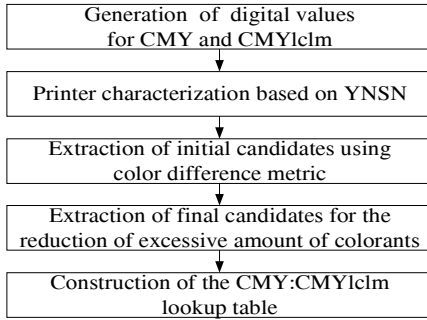 Generation of digital values
for CMY and CMYlclm
Printer characterization based on YNSN
Extraction of initial candidates using
color difference metric
Extraction of final candidates for the
reduction of excessive amount of colorants
Construction of the CMY:CMYlclm
lookup table